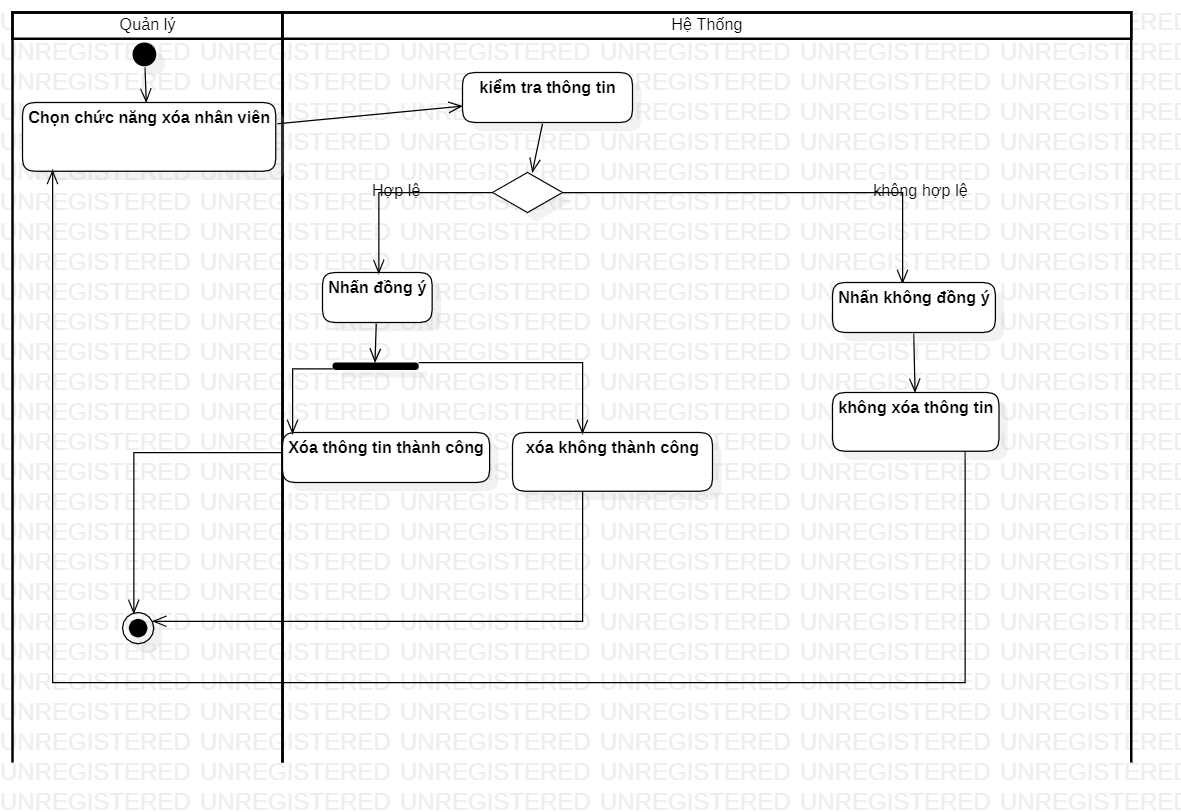 Quản lý
Hệ Thống
kiểm tra thông tin
Chọn chức năng xóa nhân viên
Hợp lệ
không hợp lệ
Nhấn đồng ý
Nhấn không đồng ý
không xóa thông tin
Xóa thông tin thành công
xóa không thành công
UNREGISTERED